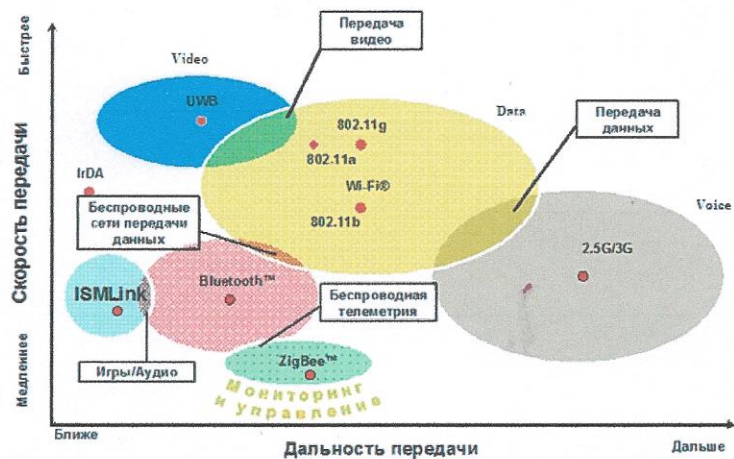 Быстрее
Скорость передачи
Медленнее
Передача
видео
Video
UWB
Data
Передача
данных
802.11g
802.11a
IrDA
Wi-Fi®
Беспроводные
сети передачи
данных
802.11b
Voice
2.5G/3G
ISMLink
Bluetooth™
Беспроводная
телеметрия
Игры/Аудио
ZigBee™
Мониторинг
и управление
Ближе
Дальность передачи
Дальше